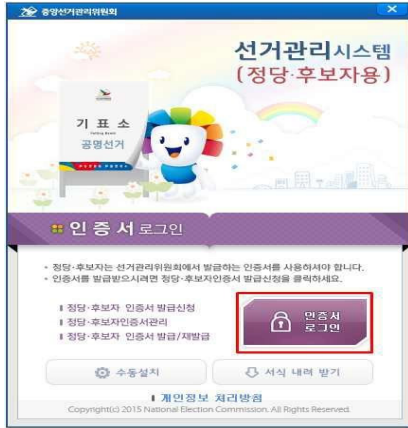 중앙선거관리위원회
선거관리시스템
(정당·후보자용)
기 표 소
공명선거
인 증 서 로그인
• 정당·후보자는 선거관리위원회에서 발급하는 인증서를 사용하셔야 합니다.
• 인증서를 발급받으시려면 정당·후보자인증서 발급신청을 클릭하세요.
정당·후보자 인증서 발급신청
정당·후보자인증서관리
정당·후보자 인증서 발급/재발급
인증서
로그인
수동설치
서식 내려 받기
개인정보 처리방침
Copyright(c) 2015 National Election Commission. All Rights Reserved.